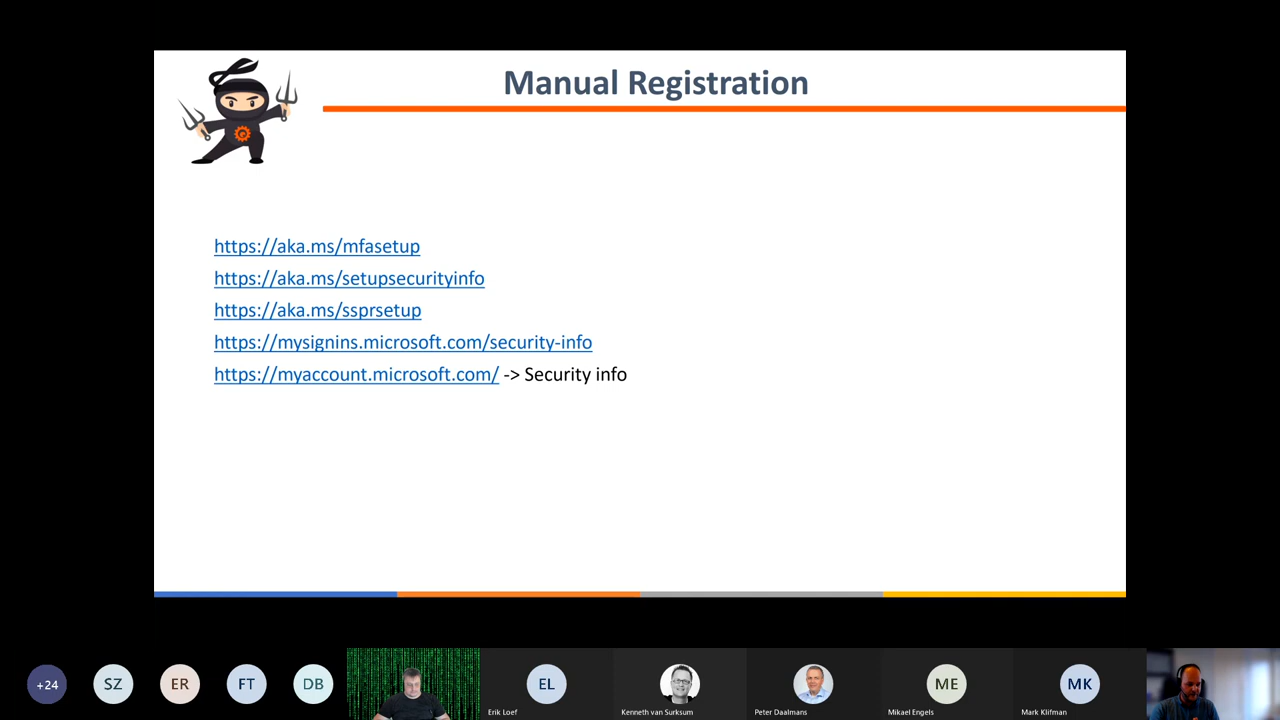 Manual Registration
https://aka.ms/mfasetup
https://aka.ms/setupsecurityinfo
https://aka.ms/ssprsetup
https://mysignins.microsoft.com/security-info
https://myaccount.microsoft.com/ -> Security info
+24
SZ
ER
FT
DB
EL
ME
MK
Erik Loef
Kenneth van Surksum
Peter Daalmans
Mikael Engels
Mark Klifman